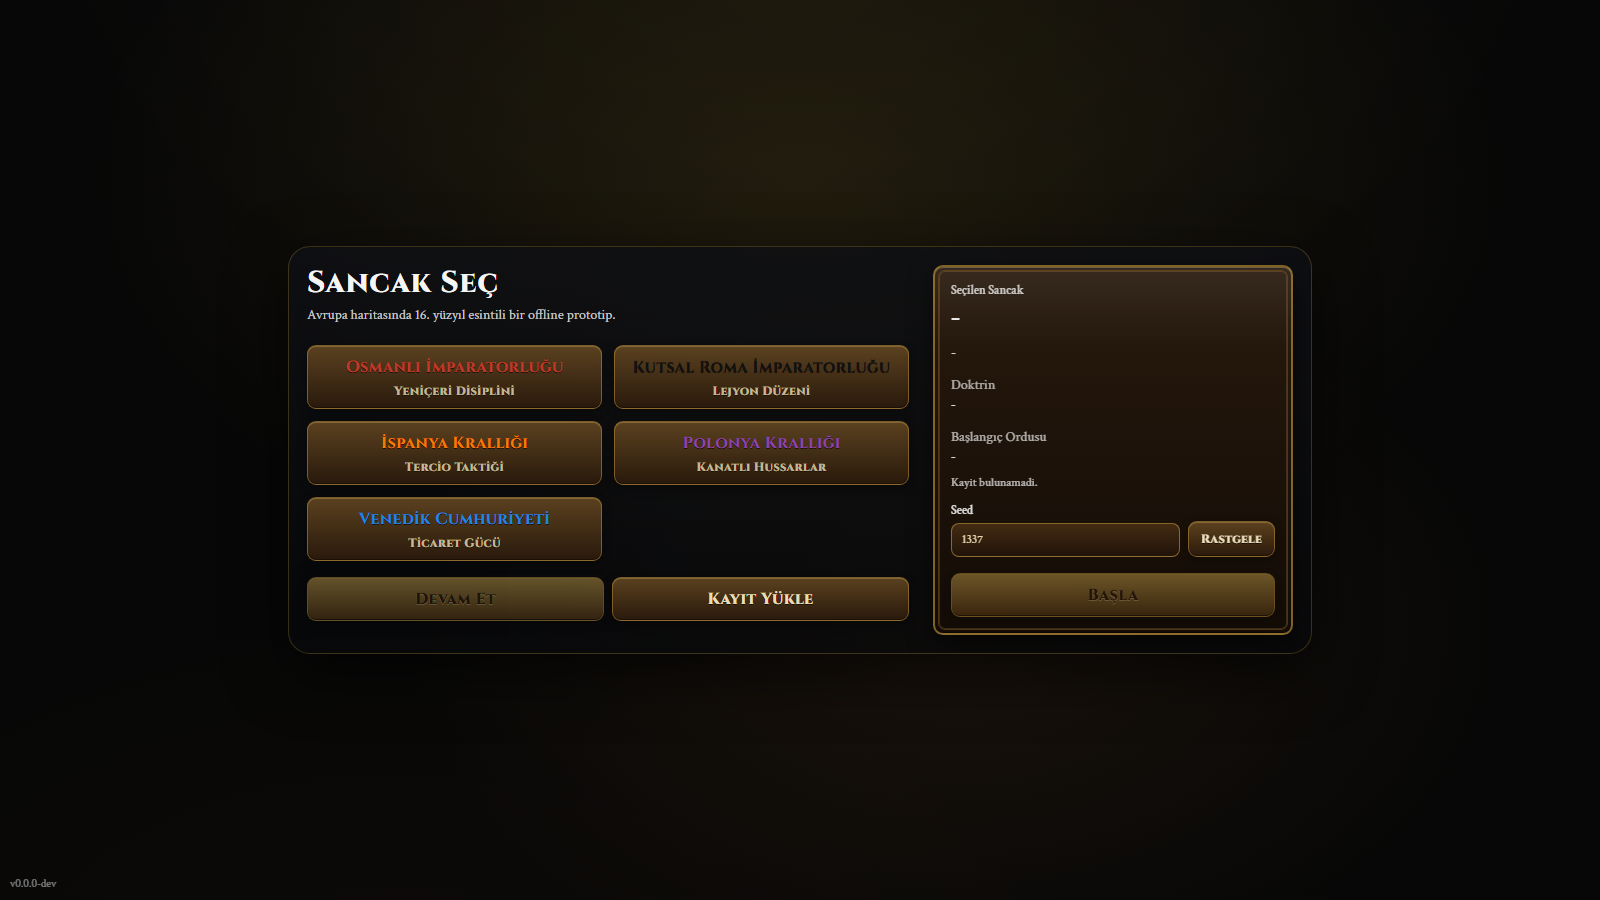 Sancak Seç
Avrupa haritasında 16. yüzyıl esintili bir offline prototip.
Osmanlı İmparatorluğu
Yeniçeri Disiplini
Kutsal Roma İmparatorluğu
Lejyon Düzeni
İspanya Krallığı
Tercio Taktiği
Polonya Krallığı
Kanatlı Hussarlar
Venedik Cumhuriyeti
Ticaret Gücü
Devam Et
Kayıt Yükle
Seçilen Sancak
–
-
Doktrin
-
Başlangıç Ordusu
-
Kayit bulunamadi.
Seed
1337
Rastgele
Başla
v0.0.0-dev